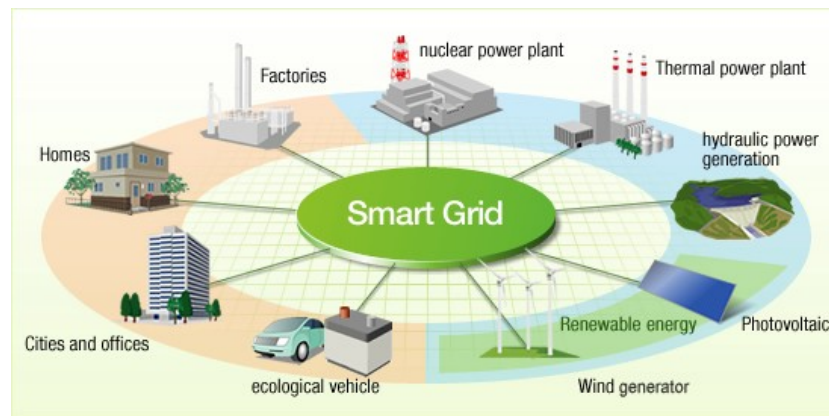 nuclear power plant
Factories
Thermal power plant
Homes
hydraulic power
generation
Smart Grid
Renewable energy
Photovoltaic
Cities and offices
ecological vehicle
Wind generator